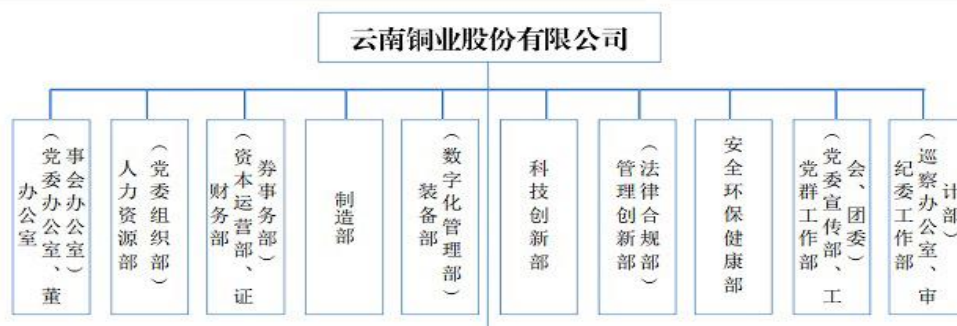 云南铜业股份有限公司
办公室
（党委办公室、董
事会办公室）
人力资源部
（党委组织部）
财务部
（资本运营部、证
券事务部）
制造部
装备部
（数字化管理部）
科技创新部
管理创新部
（法律合规部）
安全环保健康部
党群工作部
（党委宣传部、工
会、团委）
纪委工作部
（巡察办公室、审
计部）